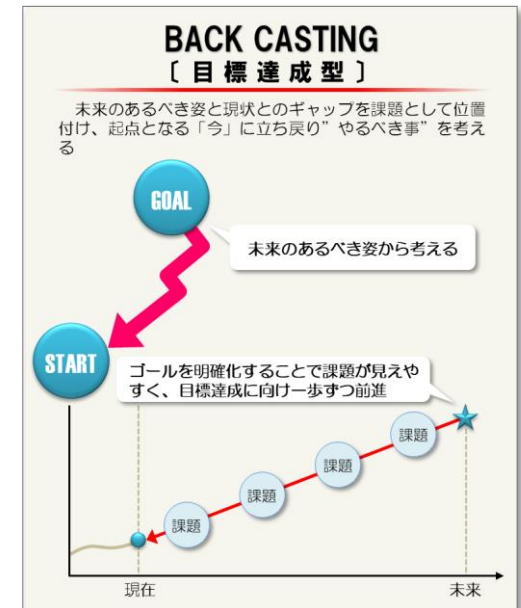 BACK CASTING
〔目標達成型〕
未来のあるべき姿と現状とのギャップを課題として位置
付け、起点となる「今」に立ち戻り”やるべき事”を考え
る
GOAL
未来のあるべき姿から考える
START
ゴールを明確化することで課題が見えや
すく、目標達成に向け一歩ずつ前進
課題
課題
課題
課題
現在
未来